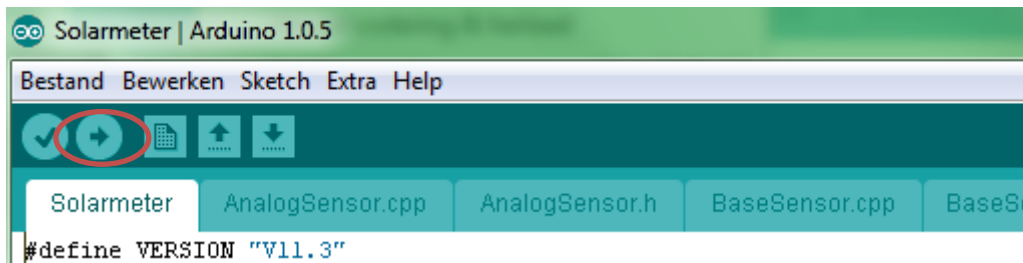 Solarmeter | Arduino 1.0.5
Bestand Bewerken Sketch Extra Help
Solarmeter AnalogSensor.cpp AnalogSensor.h BaseSensor.cpp BaseS
#define VERSION "V11.3"